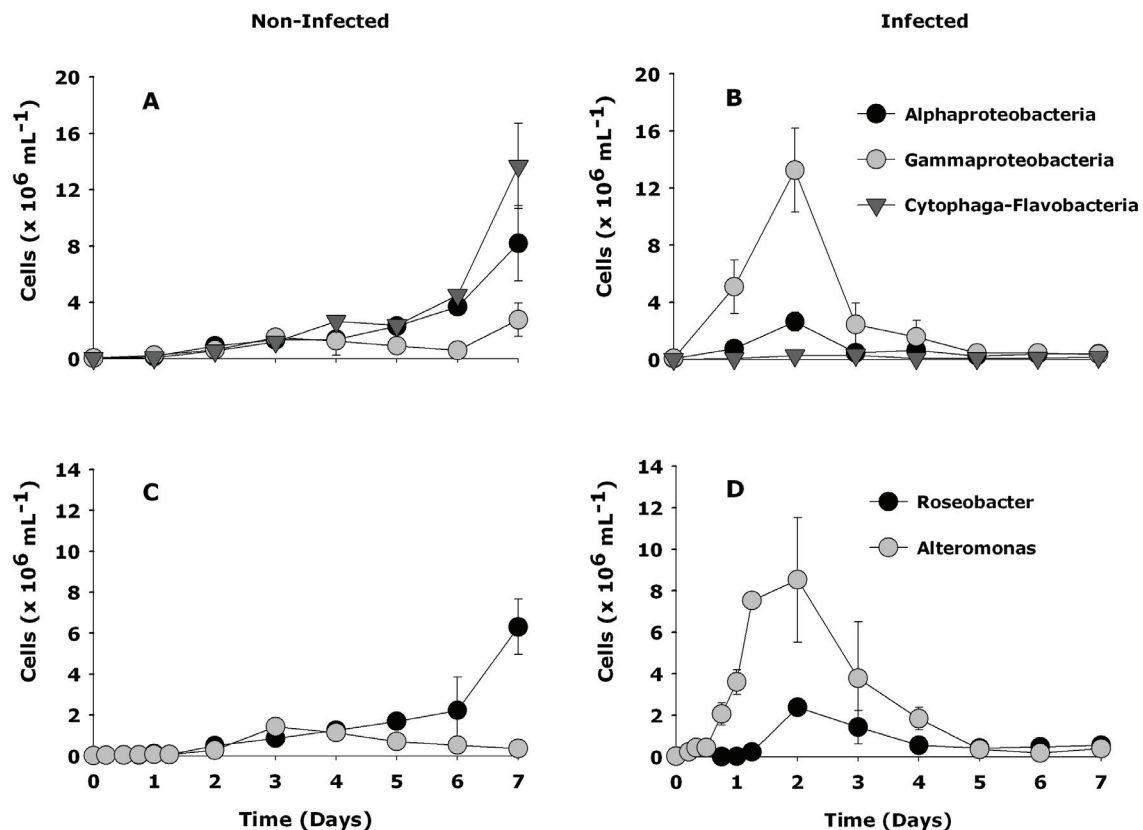 Non-Infected
Infected
A
Cells (x 10⁶ mL⁻¹)
20
16
12
8
4
0
B
Cells (x 10⁶ mL⁻¹)
20
16
12
8
4
0
Alphaproteobacteria
Gammaproteobacteria
Cytophaga-Flavobacteria
C
Cells (x 10⁶ mL⁻¹)
14
12
10
8
6
4
2
0
0 1 2 3 4 5 6 7
Time (Days)
D
Cells (x 10⁶ mL⁻¹)
14
12
10
8
6
4
2
0
Roseobacter
Alteromonas
0 1 2 3 4 5 6 7
Time (Days)